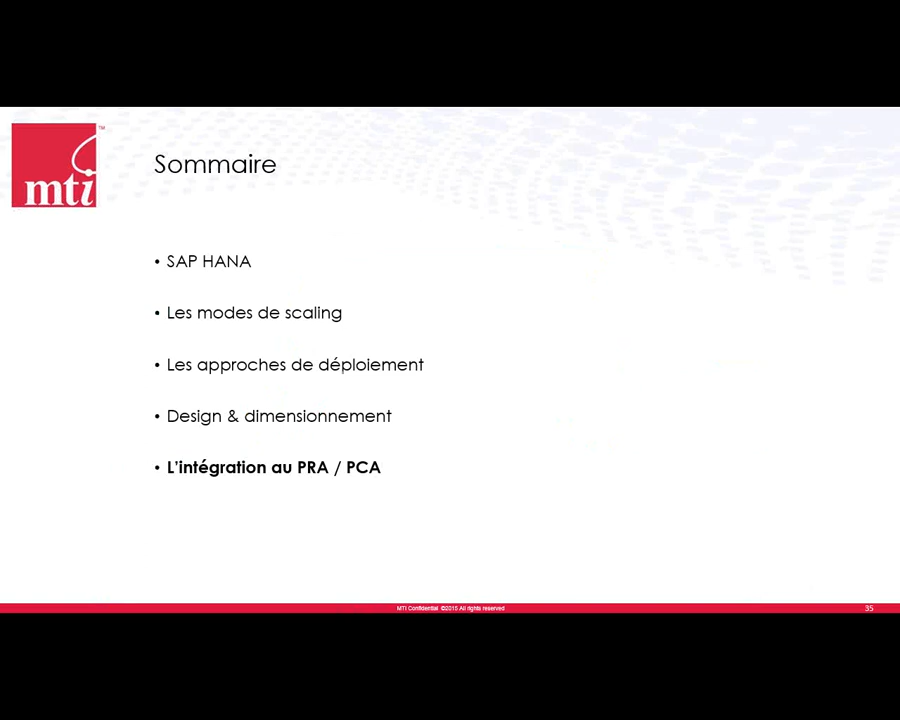 mti
TM
Sommaire
• SAP HANA
• Les modes de scaling
• Les approches de déploiement
• Design & dimensionnement
• L'intégration au PRA / PCA
MTI Confidential ©2015 All rights reserved
35